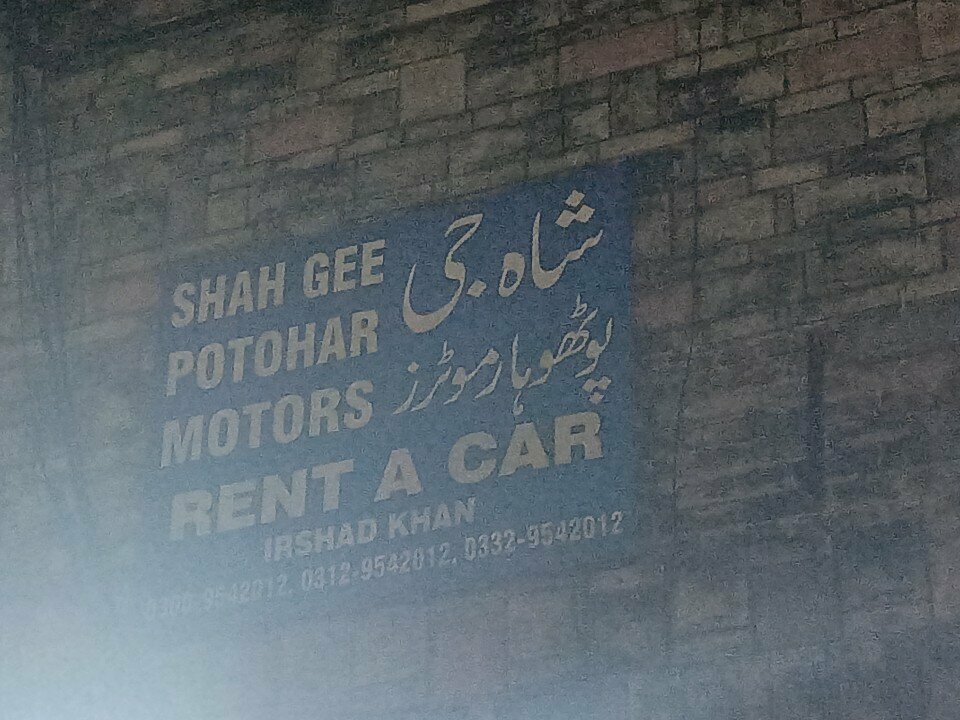 SHAH GEE
POTOHAR
MOTORS
شاہ جی
پوٹھوہار موٹرز
RENT A CAR
IRSHAD KHAN
0312-9542012, 0332-9542012